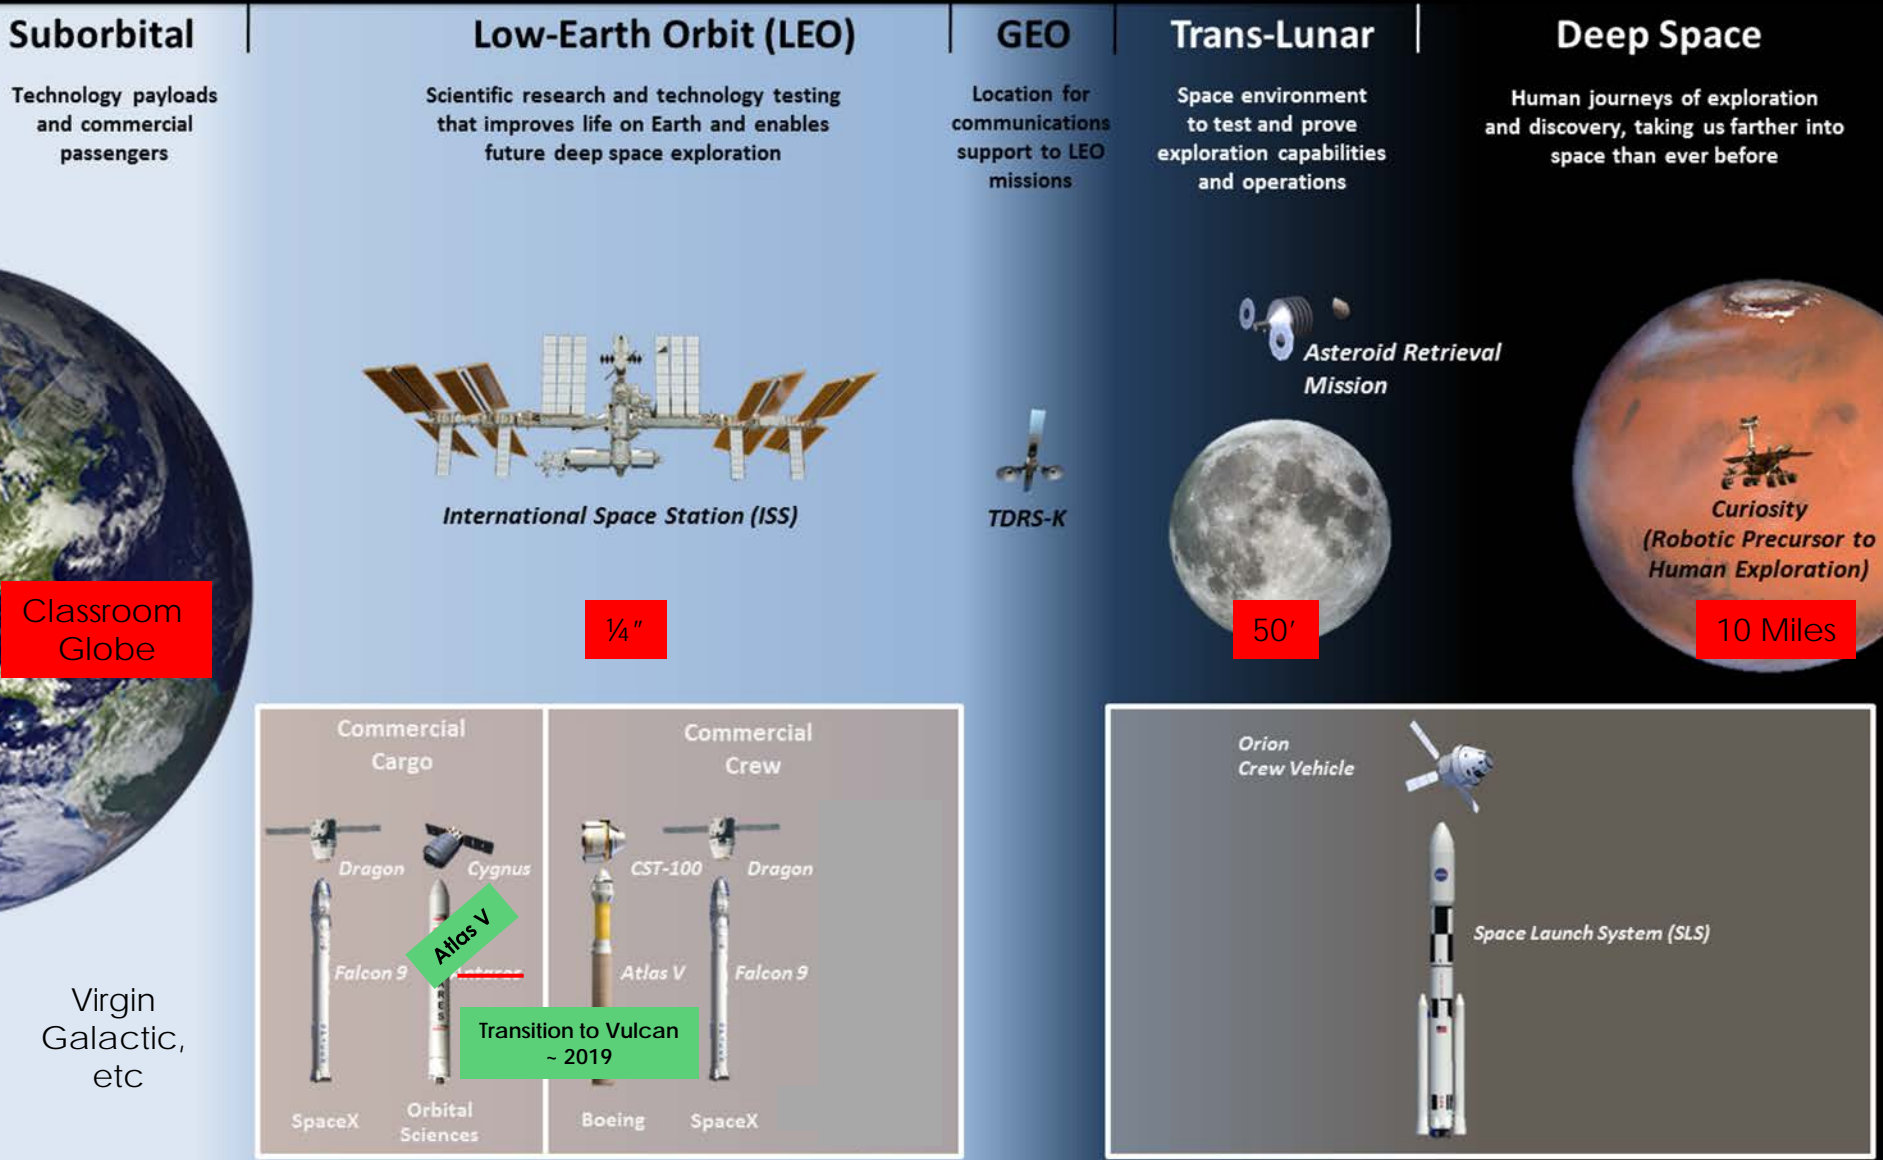 Suborbital
Technology payloads
and commercial
passengers
Low-Earth Orbit (LEO)
Scientific research and technology testing
that improves life on Earth and enables
future deep space exploration
GEO
Location for
communications
support to LEO
missions
Trans-Lunar
Space environment
to test and prove
exploration capabilities
and operations
Deep Space
Human journeys of exploration
and discovery, taking us farther into
space than ever before
Asteroid Retrieval
Mission
International Space Station (ISS)
TDRS-K
Curiosity
(Robotic Precursor to
Human Exploration)
Classroom
Globe
¼"
50'
10 Miles
Commercial
Cargo
Dragon
Cygnus
Falcon 9
Atlas V
Antares
SpaceX
Orbital
Sciences
Commercial
Crew
CST-100
Dragon
Atlas V
Falcon 9
Transition to Vulcan
~ 2019
Boeing
SpaceX
Orion
Crew Vehicle
Space Launch System (SLS)
Virgin
Galactic,
etc